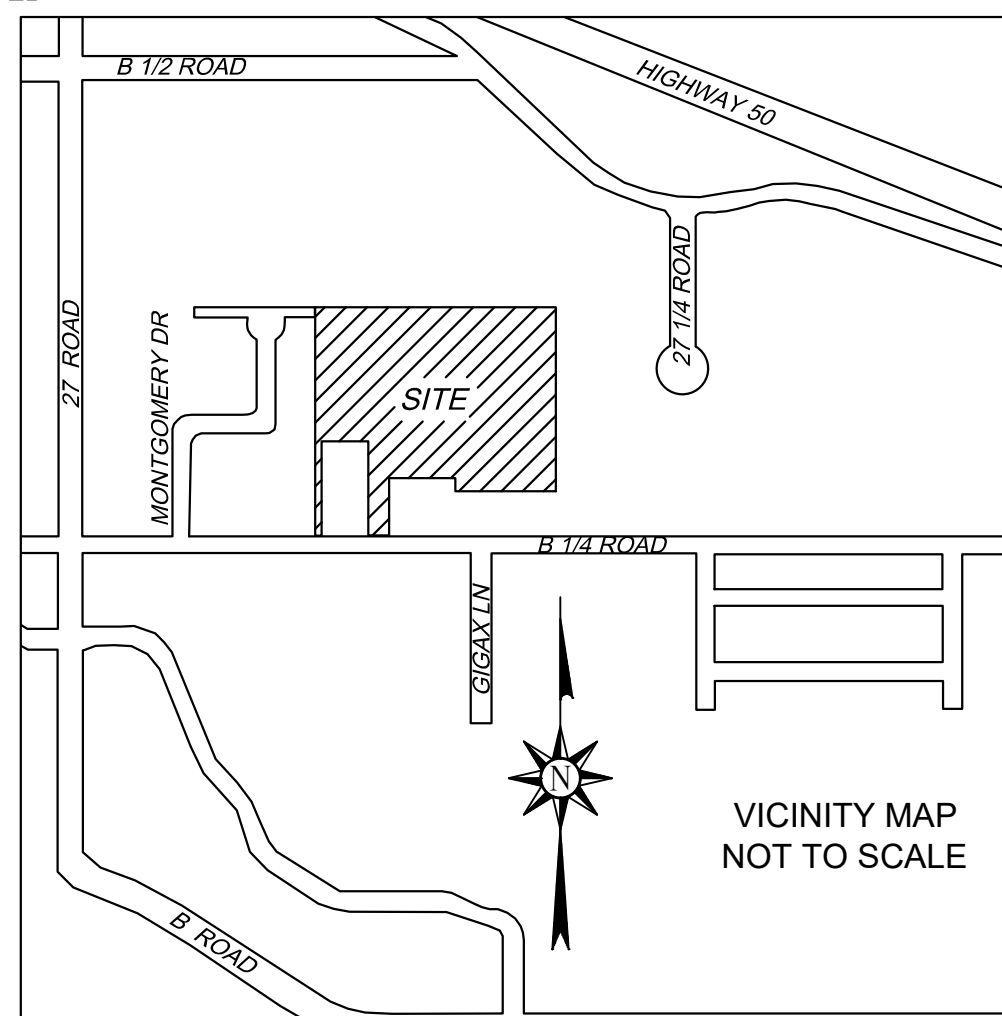 B 1/2 ROAD
HIGHWAY 50
27 1/4 ROAD
27 ROAD
MONTGOMERY DR
SITE
B 1/4 ROAD
GIGAX LN
N
VICINITY MAP
NOT TO SCALE
B ROAD